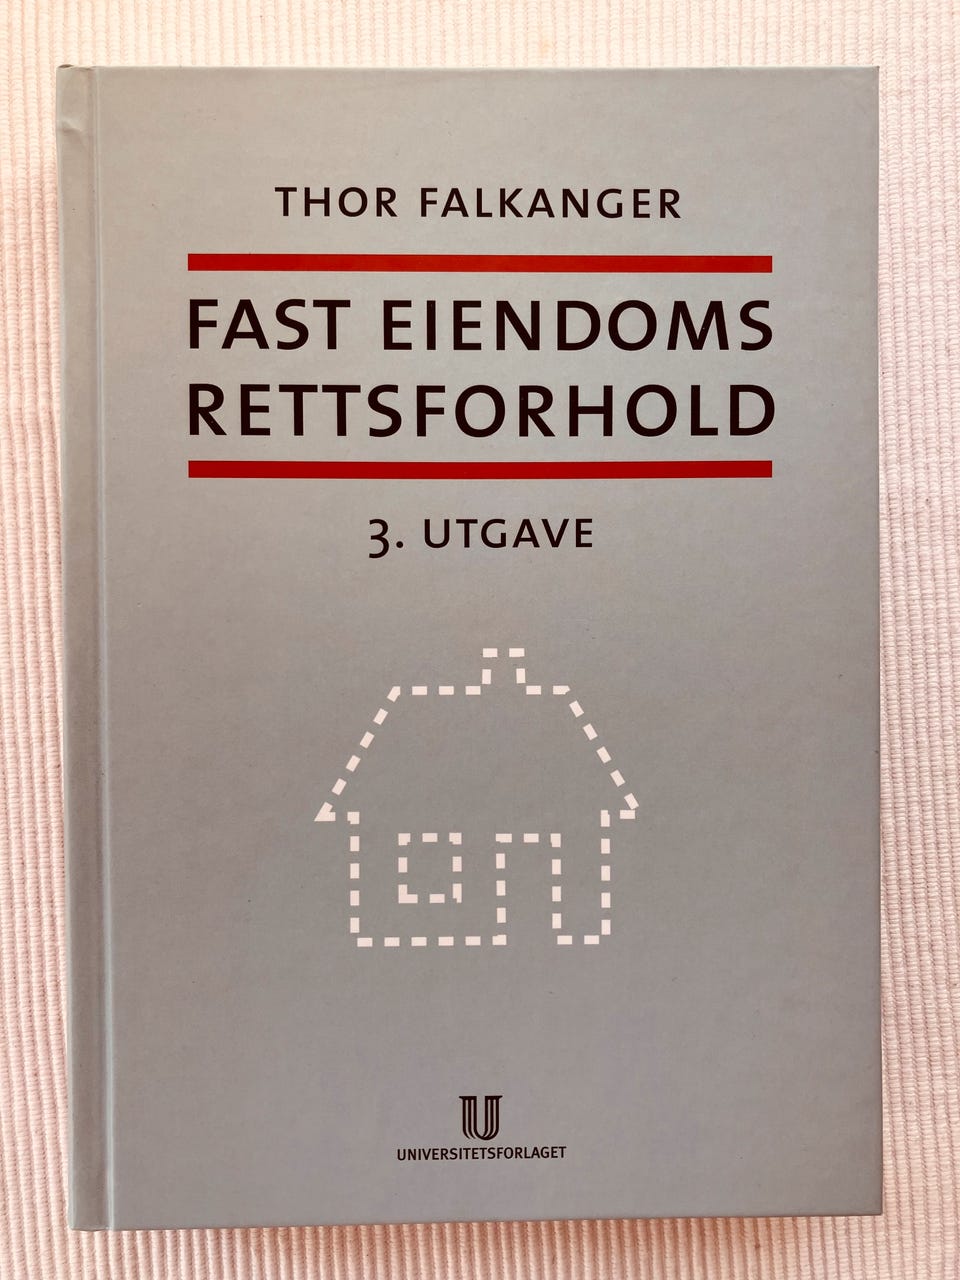 THOR FALKANGER
FAST EIENDOMS
RETTSFORHOLD
3. UTGAVE
UNIVERSITETSFORLAGET